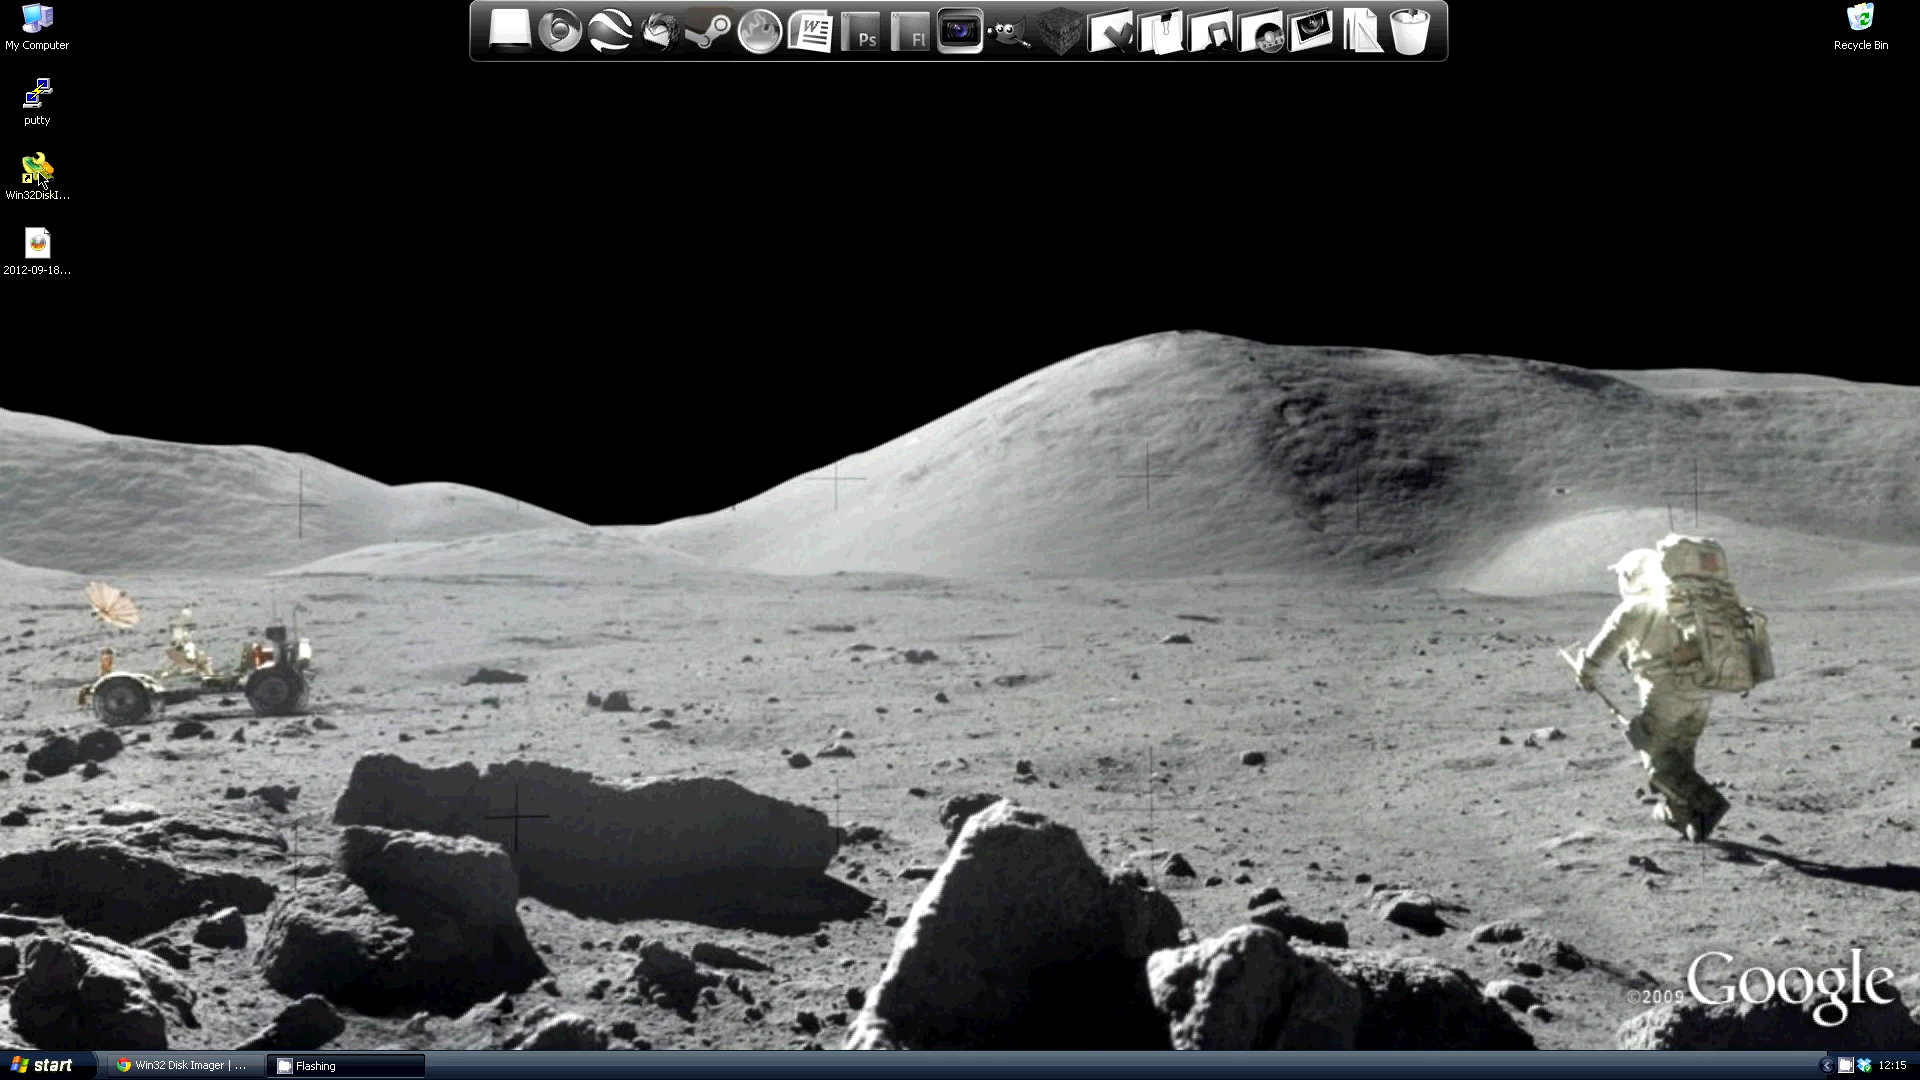 My Computer
putty
Win32DiskI...
2012-09-18...
W
Ps
Fl
Recycle Bin
©2009 Google
start
Win32 Disk Imager | ...
Flashing
12:15